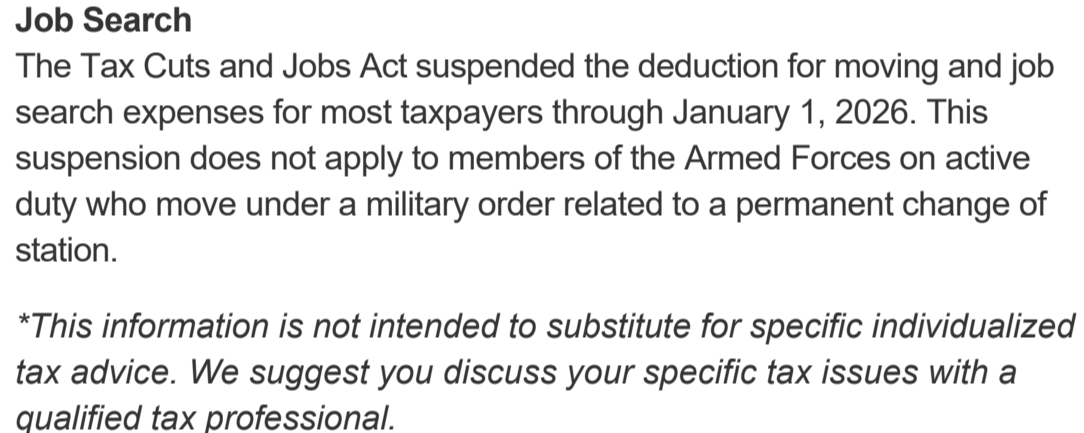 Job Search
The Tax Cuts and Jobs Act suspended the deduction for moving and job
search expenses for most taxpayers through January 1, 2026. This
suspension does not apply to members of the Armed Forces on active
duty who move under a military order related to a permanent change of
station.
*This information is not intended to substitute for specific individualized
tax advice. We suggest you discuss your specific tax issues with a
qualified tax professional.